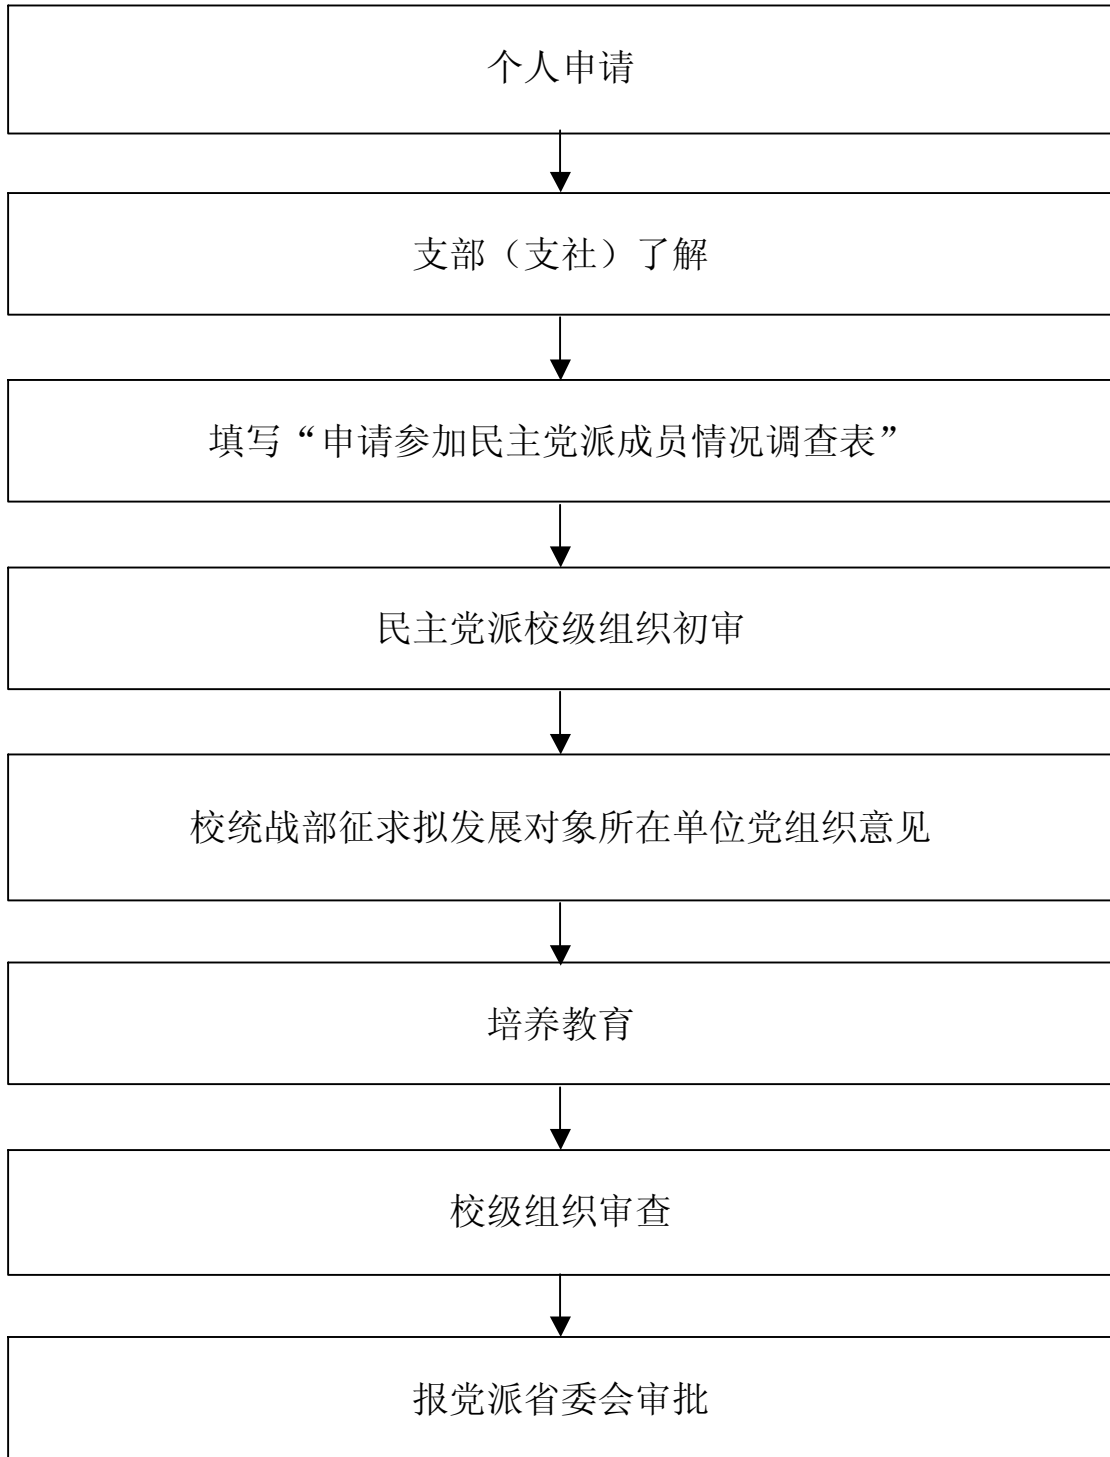 个人申请
支部（支社）了解
填写“申请参加民主党派成员情况调查表”
民主党派校级组织初审
校统战部征求拟发展对象所在单位党组织意见
培养教育
校级组织审查
报党派省委会审批